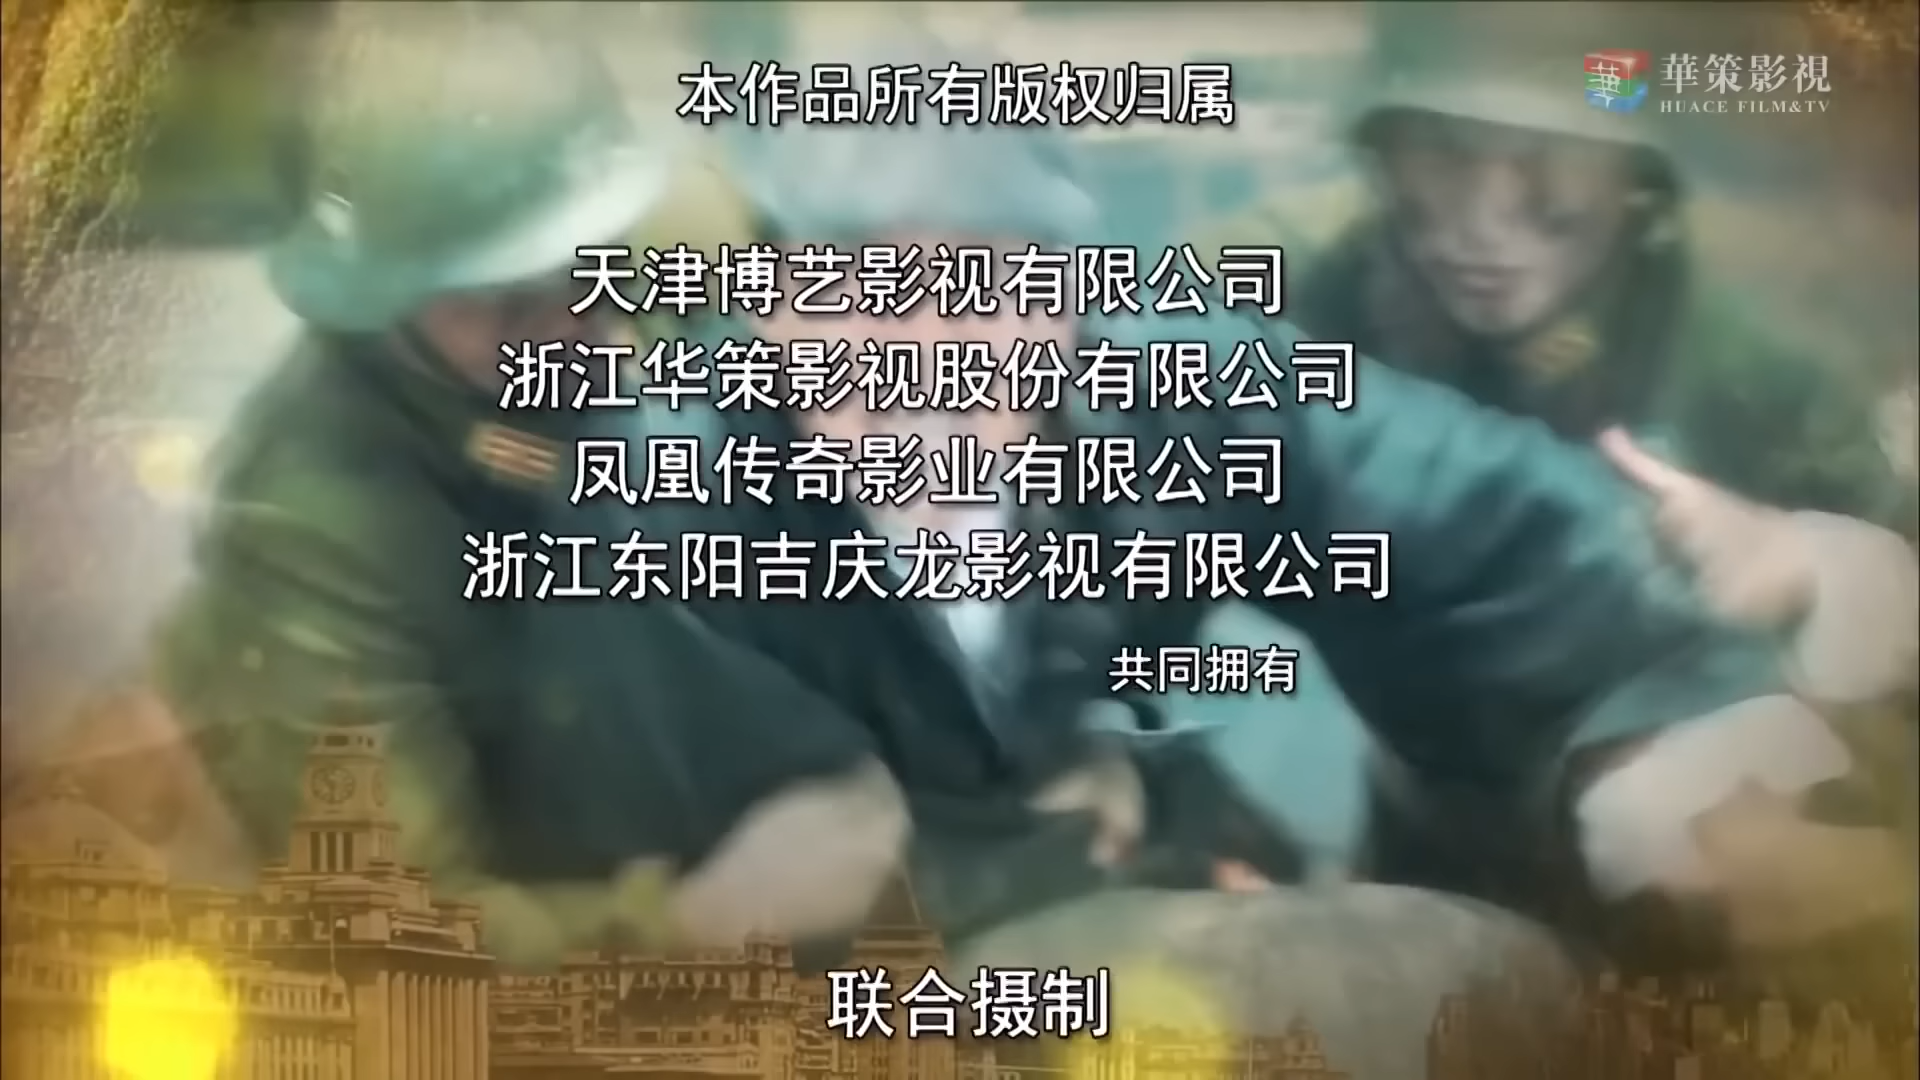 華
華策影視
HUACE FILM&TV
本作品所有版权归属
天津博艺影视有限公司
浙江华策影视股份有限公司
凤凰传奇影业有限公司
浙江东阳吉庆龙影视有限公司
共同拥有
联合摄制